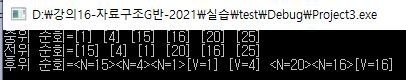 D:₩강의16-자료구조G반-2021₩실습₩test₩Debug₩Project3.exe
중위 순회=[1] [4] [15] [16] [20] [25]
전위 순회=[15] [4] [1] [20] [16] [25]
후위 순회=<N=15><N=4><N=1>[V=1] [V=4] <N=20><N=16>[V=16]